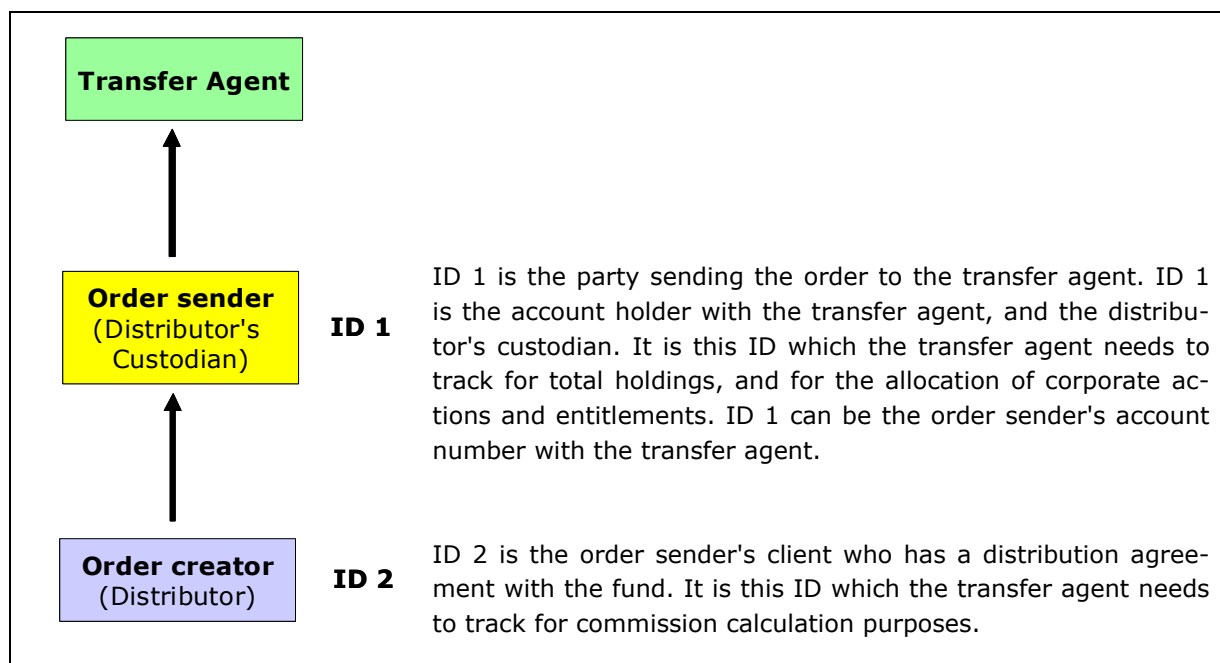 Transfer Agent
Order sender
(Distributor's
Custodian)
ID 1
ID 1 is the party sending the order to the transfer agent. ID 1
is the account holder with the transfer agent, and the distribu-
tor's custodian. It is this ID which the transfer agent needs to
track for total holdings, and for the allocation of corporate ac-
tions and entitlements. ID 1 can be the order sender's account
number with the transfer agent.
Order creator
(Distributor)
ID 2
ID 2 is the order sender's client who has a distribution agree-
ment with the fund. It is this ID which the transfer agent needs
to track for commission calculation purposes.